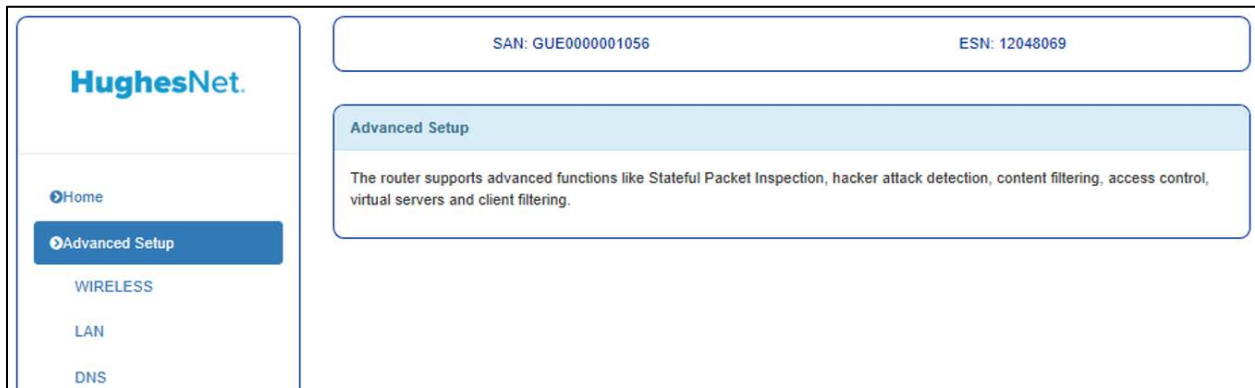 HughesNet.
SAN: GUE0000001056 ESN: 12048069
Home
Advanced Setup
WIRELESS
LAN
DNS
Advanced Setup
The router supports advanced functions like Stateful Packet Inspection, hacker attack detection, content filtering, access control,
virtual servers and client filtering.